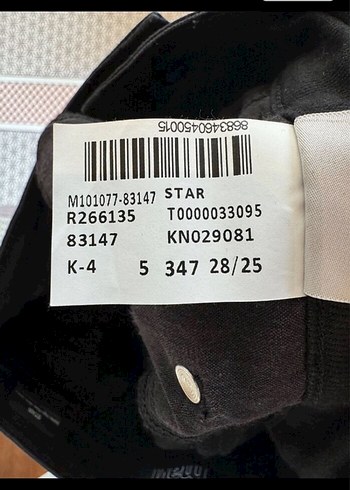 8683460450015
M101077-83147 STAR
R266135 T0000033095
83147 KN029081
K-4 5 347 28/25